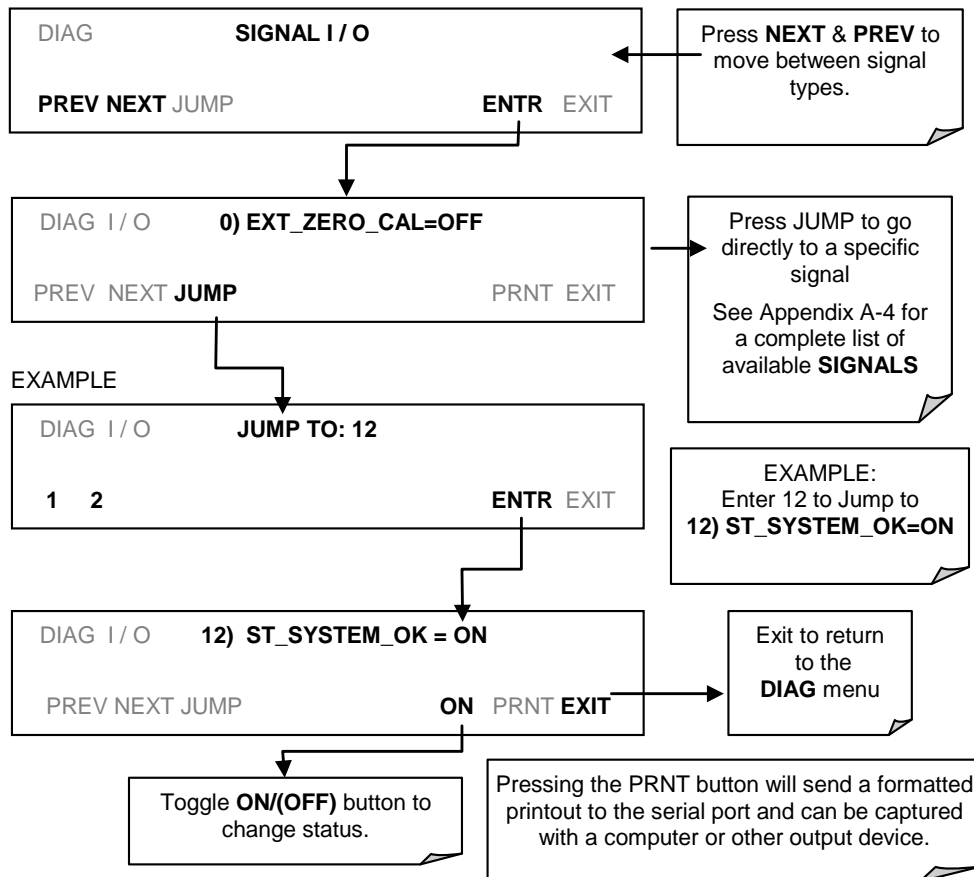 DIAG SIGNAL I / O
PREV NEXT JUMP ENTR EXIT
Press NEXT & PREV to
move between signal
types.
DIAG I / O 0) EXT_ZERO_CAL=OFF
PREV NEXT JUMP PRNT EXIT
Press JUMP to go
directly to a specific
signal
See Appendix A-4 for
a complete list of
available SIGNALS
EXAMPLE
DIAG I / O JUMP TO: 12
1 2 ENTR EXIT
EXAMPLE:
Enter 12 to Jump to
12) ST_SYSTEM_OK=ON
DIAG I / O 12) ST_SYSTEM_OK = ON
PREV NEXT JUMP ON PRNT EXIT
Exit to return
to the
DIAG menu
Toggle ON/(OFF) button to
change status.
Pressing the PRNT button will send a formatted
printout to the serial port and can be captured
with a computer or other output device.